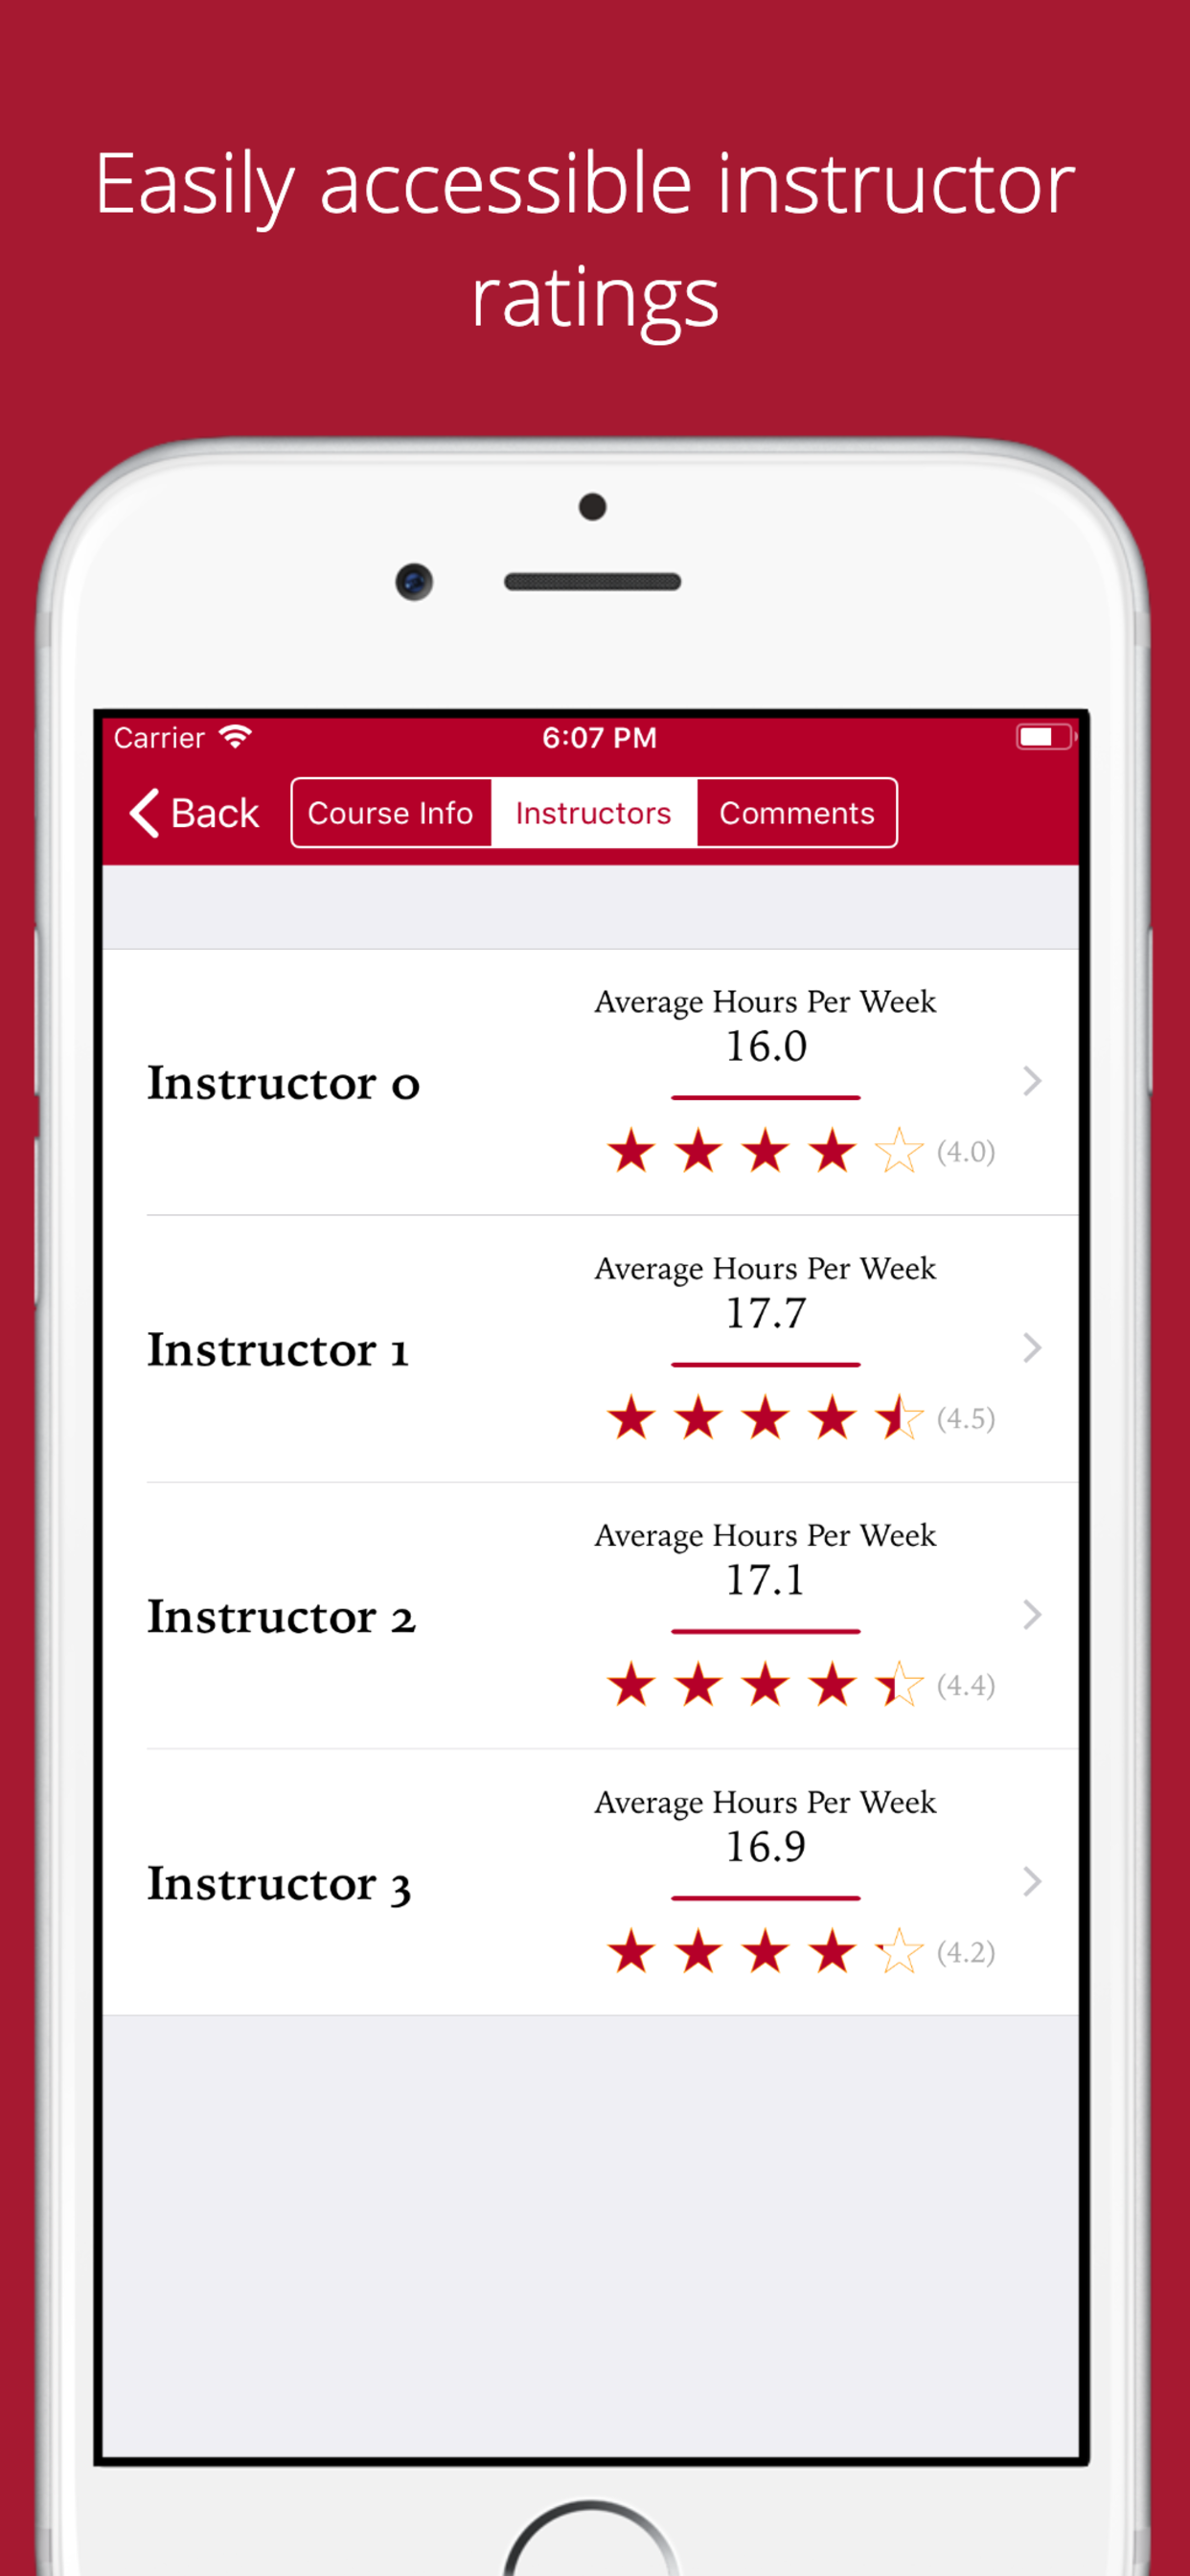 Easily accessible instructor
ratings
Carrier 6:07 PM
Back Course Info Instructors Comments
Average Hours Per Week
16.0
Instructor 0
(4.0)
Average Hours Per Week
17.7
Instructor 1
(4.5)
Average Hours Per Week
17.1
Instructor 2
(4.4)
Average Hours Per Week
16.9
Instructor 3
(4.2)